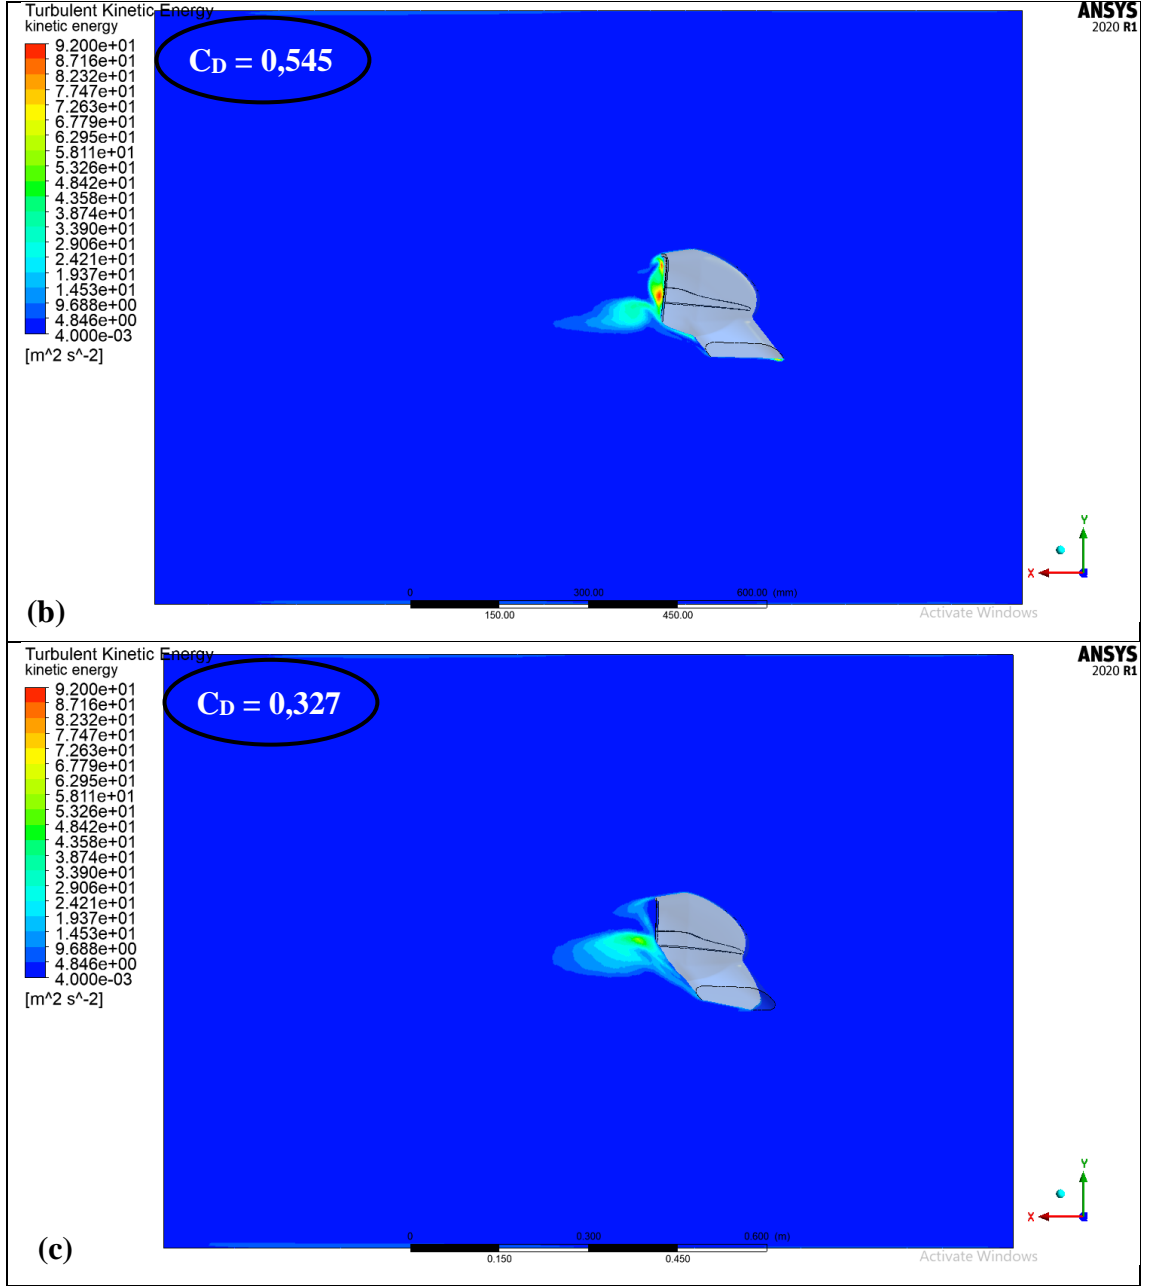 Turbulent Kinetic Energy
kinetic energy
9.200e+01
8.716e+01
8.232e+01
7.747e+01
7.263e+01
6.779e+01
6.295e+01
5.811e+01
5.326e+01
4.842e+01
4.358e+01
3.874e+01
3.390e+01
2.906e+01
2.421e+01
1.937e+01
1.453e+01
9.688e+00
4.846e+00
4.000e-03
[m^2 s^-2]
C_D = 0,545
ANSYS
2020 R1
Y
X
0 300.00 600.00 (mm)
150.00 450.00
Activate Windows
(b)
Turbulent Kinetic Energy
kinetic energy
9.200e+01
8.716e+01
8.232e+01
7.747e+01
7.263e+01
6.779e+01
6.295e+01
5.811e+01
5.326e+01
4.842e+01
4.358e+01
3.874e+01
3.390e+01
2.906e+01
2.421e+01
1.937e+01
1.453e+01
9.688e+00
4.846e+00
4.000e-03
[m^2 s^-2]
C_D = 0,327
ANSYS
2020 R1
Y
X
0 0.300 0.600 (m)
0.150 0.450
Activate Windows
(c)